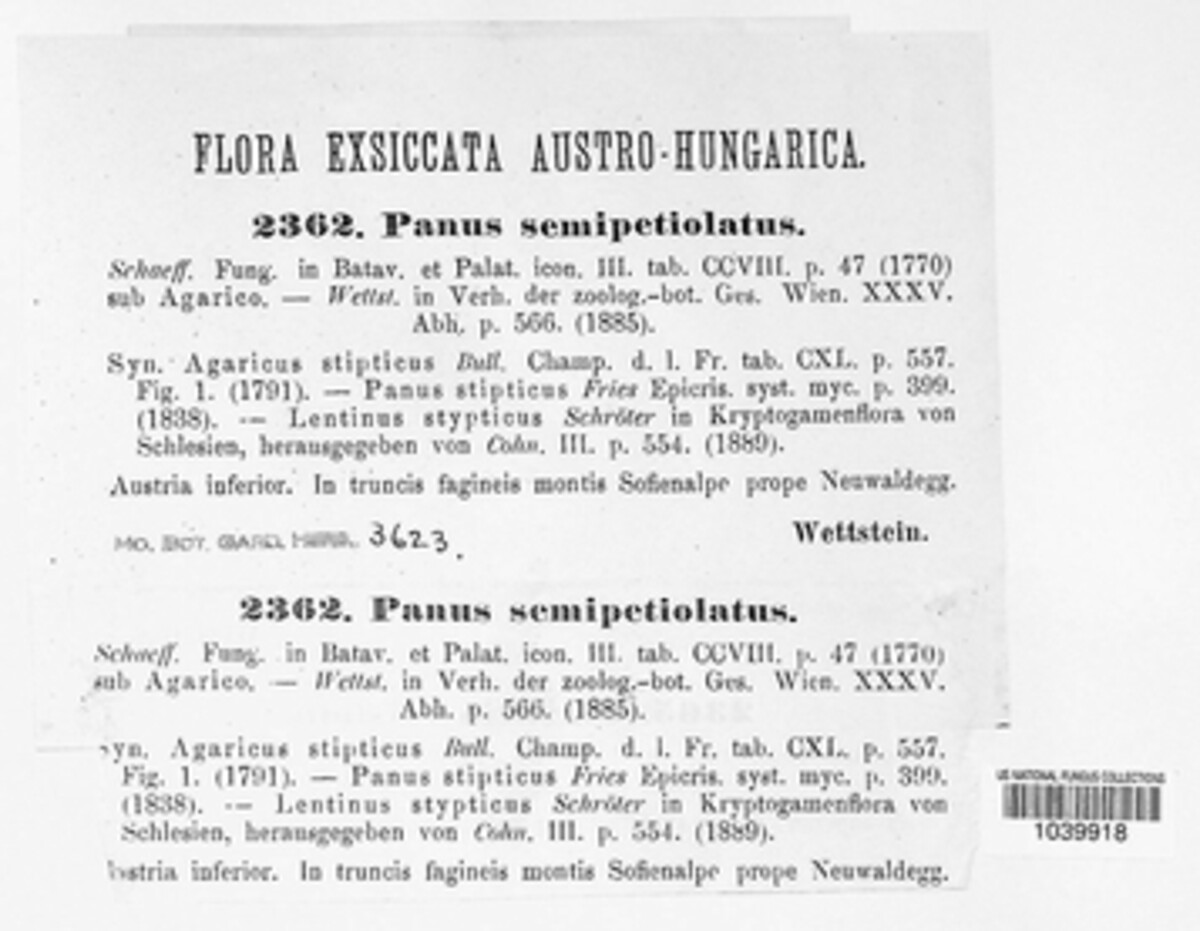 FLORA EXSICCATA AUSTRO-HUNGARICA.
2362. Panus semipetiolatus.
Schaeff. Fung. in Batav. et Palat. icon. III. tab. CCVIII. p. 47 (1770)
sub Agarico. — Wettst. in Verh. der zoolog.-bot. Ges. Wien. XXXV.
Abh. p. 566. (1885).
Syn. Agaricus stipticus Bull. Champ. d. l. Fr. tab. CXL. p. 557.
Fig. 1. (1791). — Panus stipticus Fries Epicris. syst. myc. p. 399.
(1838). — Lentinus stypticus Schröter in Kryptogamenflora von
Schlesien, herausgegeben von Cohn. III. p. 554. (1889).
Austria inferior. In truncis fagineis montis Sofienalpe prope Neuwaldegg.
MO. BOT. GARD. HERB. 3623.
Wettstein.
2362. Panus semipetiolatus.
Schaeff. Fung. in Batav. et Palat. icon. III. tab. CCVIII. p. 47 (1770)
sub Agarico. — Wettst. in Verh. der zoolog.-bot. Ges. Wien. XXXV.
Abh. p. 566. (1885).
yn. Agaricus stipticus Bull. Champ. d. l. Fr. tab. CXL. p. 557.
Fig. 1. (1791). — Panus stipticus Fries Epicris. syst. myc. p. 399.
(1838). — Lentinus stypticus Schröter in Kryptogamenflora von
Schlesien, herausgegeben von Cohn. III. p. 554. (1889).
ustria inferior. In truncis fagineis montis Sofienalpe prope Neuwaldegg.
US NATIONAL FUNGUS COLLECTIONS
1039918